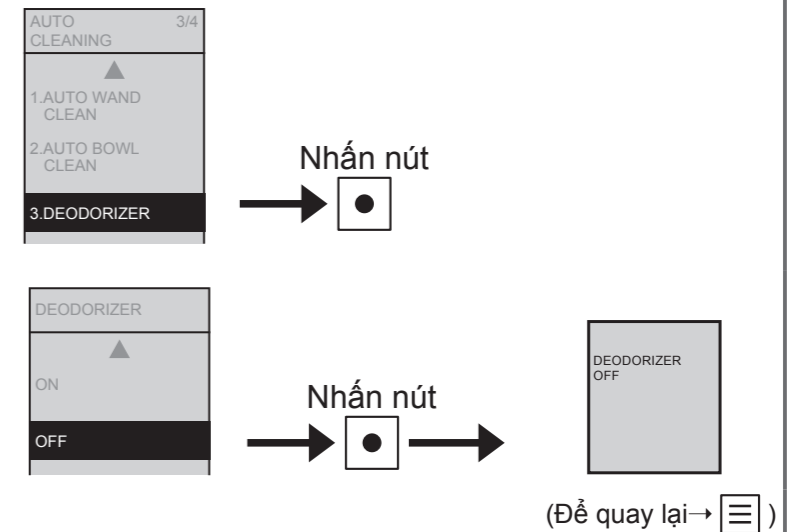 AUTO 3/4
CLEANING
1.AUTO WAND
CLEAN
2.AUTO BOWL
CLEAN
3.DEODORIZER
Nhấn nút
DEODORIZER
ON
OFF
Nhấn nút
DEODORIZER
OFF
(Để quay lại→ )